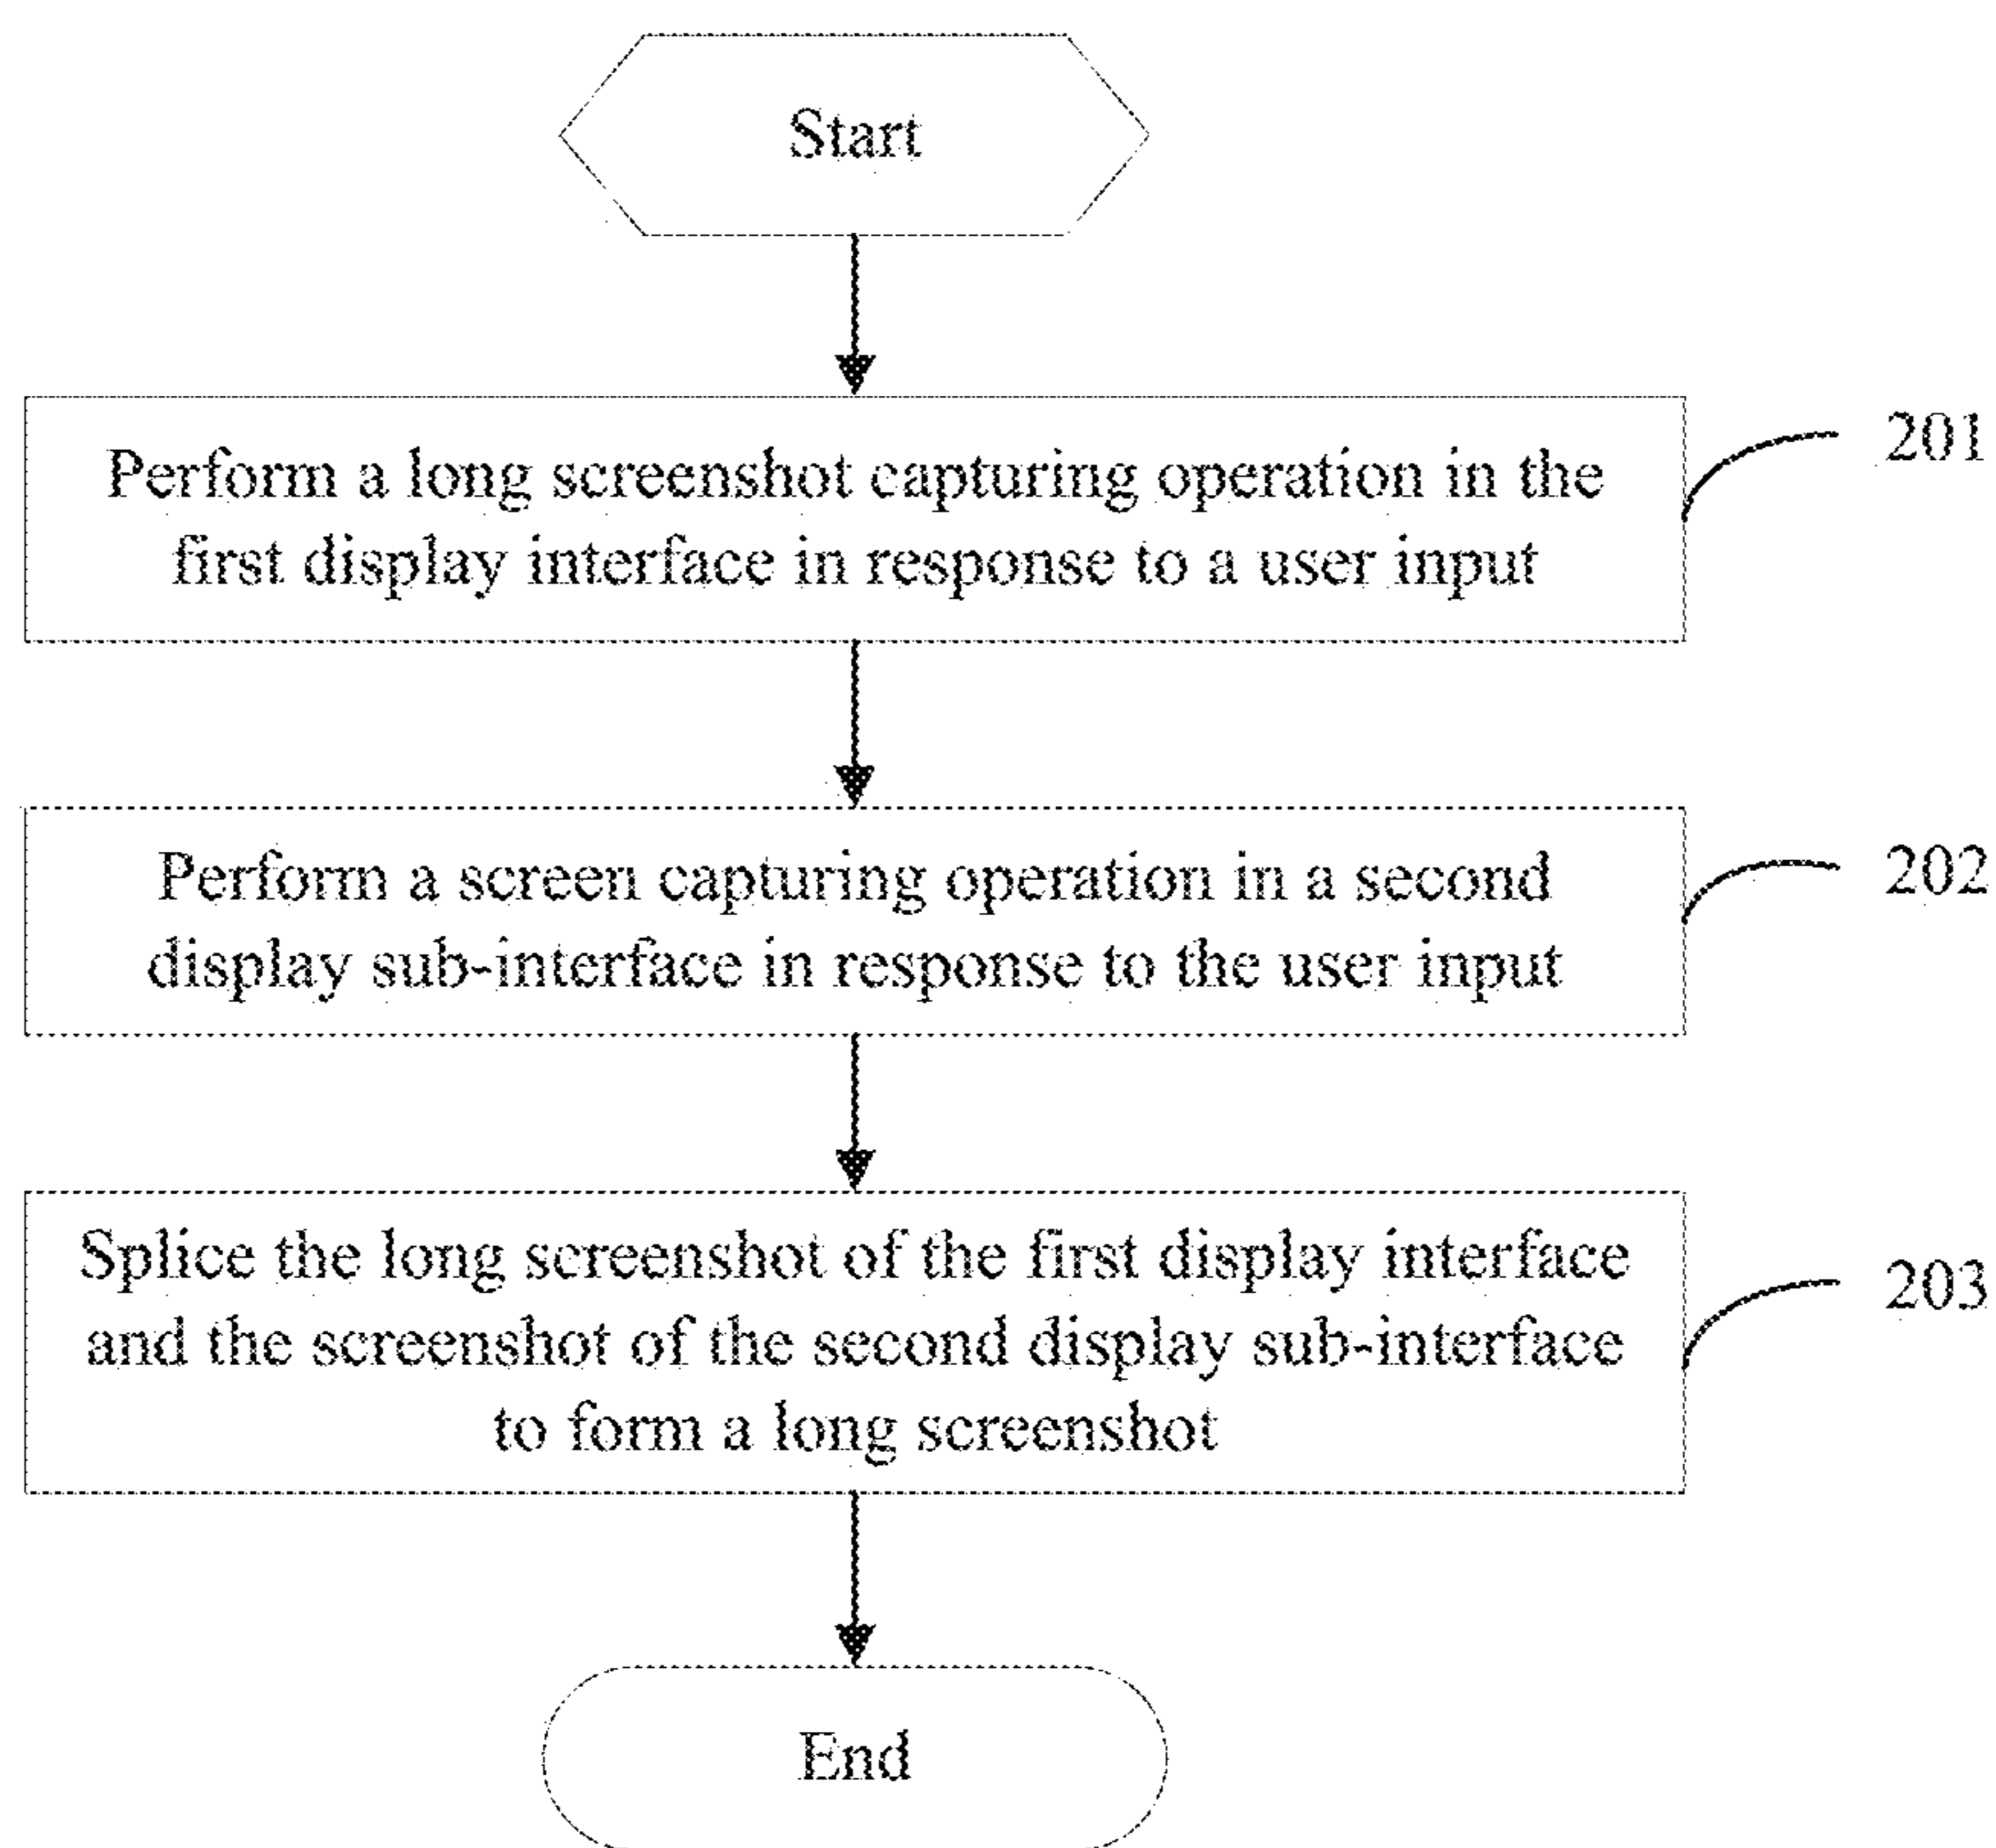 Start
Perform a long screenshot capturing operation in the
first display interface in response to a user input
201
Perform a screen capturing operation in a second
display sub-interface in response to the user input
202
Splice the long screenshot of the first display interface
and the screenshot of the second display sub-interface
to form a long screenshot
203
End